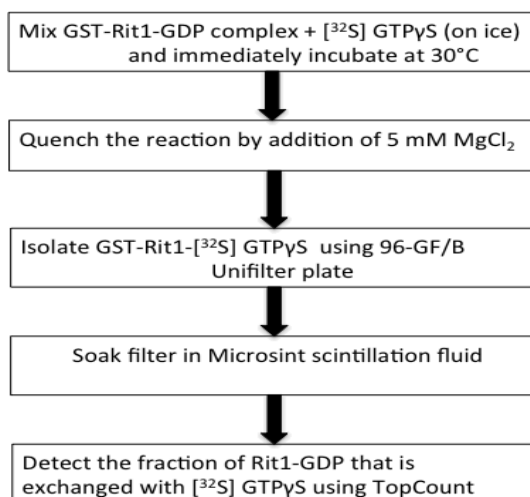 Mix GST-Rit1-GDP complex + [³²S] GTPγS (on ice)
and immediately incubate at 30°C
Quench the reaction by addition of 5 mM MgCl₂
Isolate GST-Rit1-[³²S] GTPγS using 96-GF/B
Unifilter plate
Soak filter in Microsint scintillation fluid
Detect the fraction of Rit1-GDP that is
exchanged with [³²S] GTPγS using TopCount